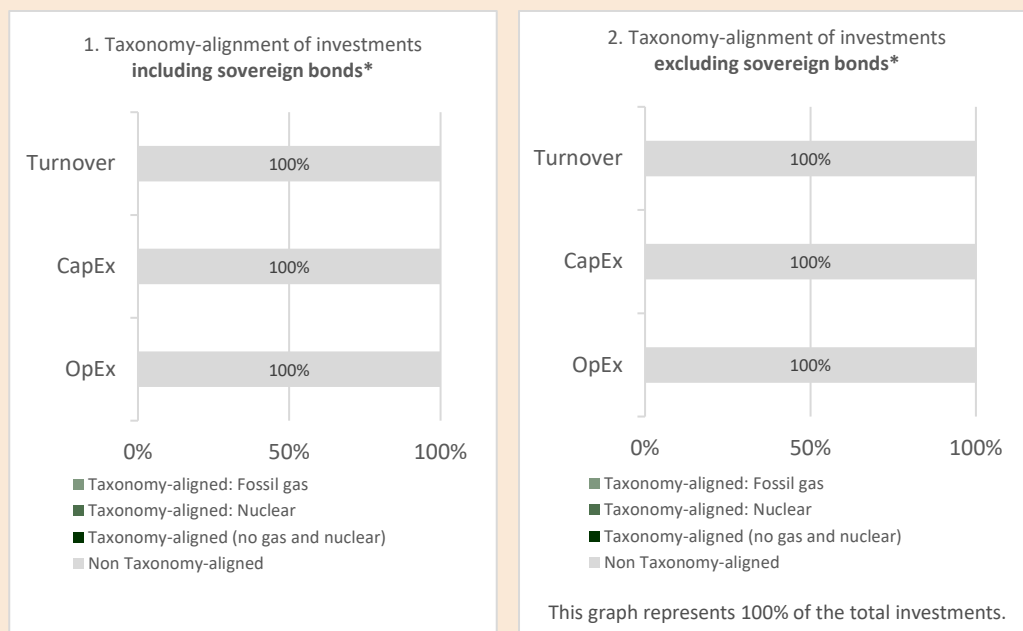 1. Taxonomy-alignment of investments
including sovereign bonds*
Turnover
100%
CapEx
100%
OpEx
100%
0% 50% 100%
Taxonomy-aligned: Fossil gas
Taxonomy-aligned: Nuclear
Taxonomy-aligned (no gas and nuclear)
Non Taxonomy-aligned
2. Taxonomy-alignment of investments
excluding sovereign bonds*
Turnover
100%
CapEx
100%
OpEx
100%
0% 50% 100%
Taxonomy-aligned: Fossil gas
Taxonomy-aligned: Nuclear
Taxonomy-aligned (no gas and nuclear)
Non Taxonomy-aligned
This graph represents 100% of the total investments.